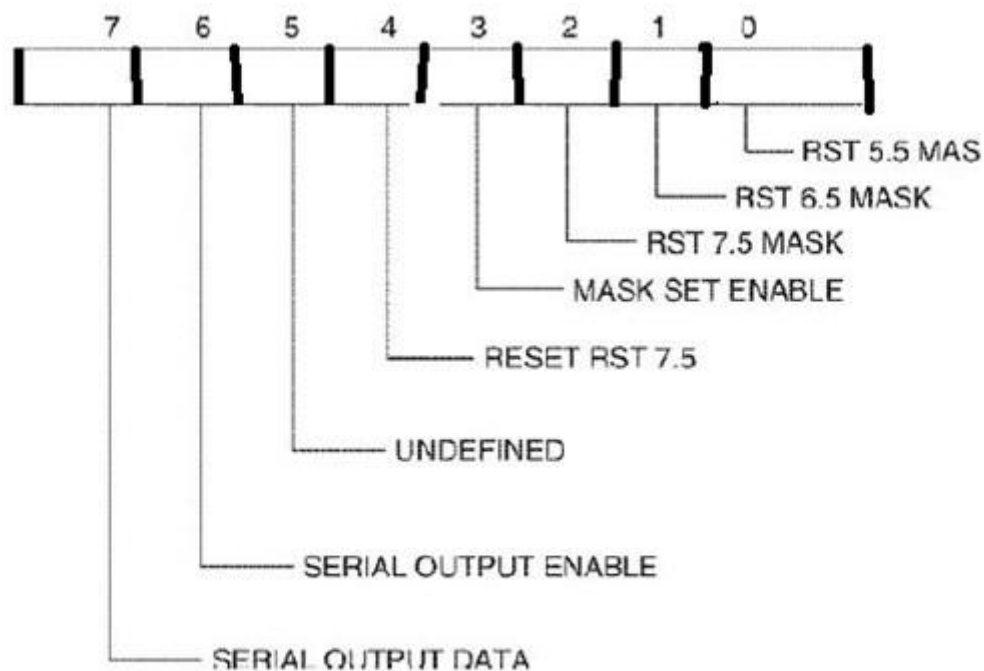 7 6 5 4 3 2 1 0
RST 5.5 MAS
RST 6.5 MASK
RST 7.5 MASK
MASK SET ENABLE
RESET RST 7.5
UNDEFINED
SERIAL OUTPUT ENABLE
SERIAL OUTPUT DATA